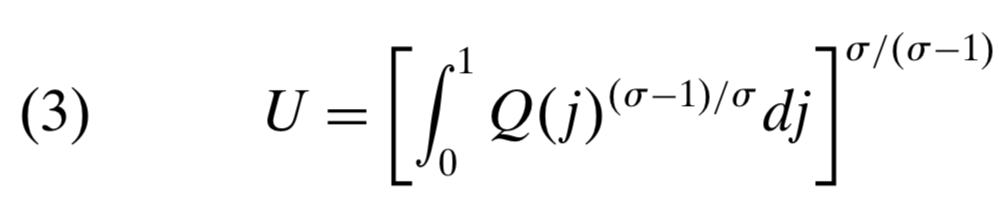 (3) U = [∫₀¹ Q(j)^{(σ−1)/σ} dj]^{σ/(σ−1)}